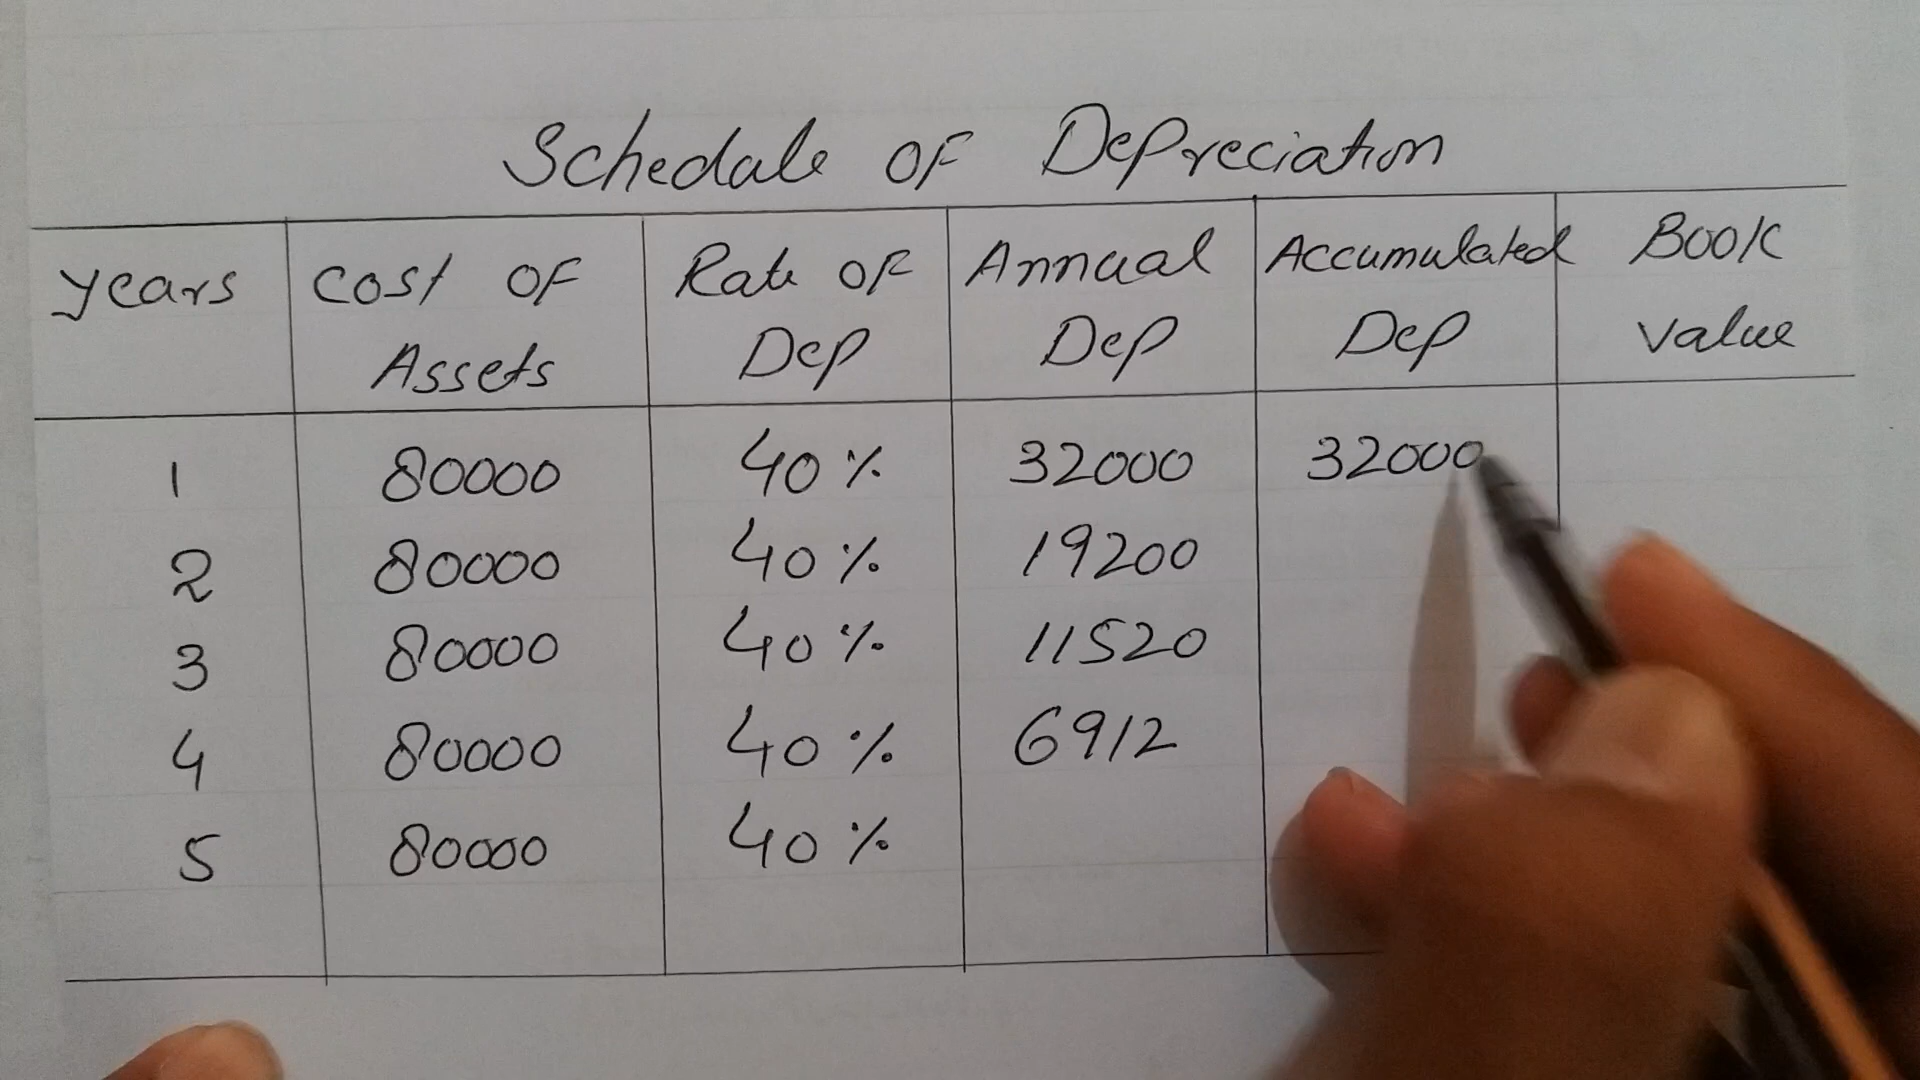 Schedale OF Depreciation
years cost OF Assets Rate OF Dep Annual Dep Accumulated Dep Book value
1 80000 40% 32000 32000
2 80000 40% 19200
3 80000 40% 11520
4 80000 40% 6912
5 80000 40%